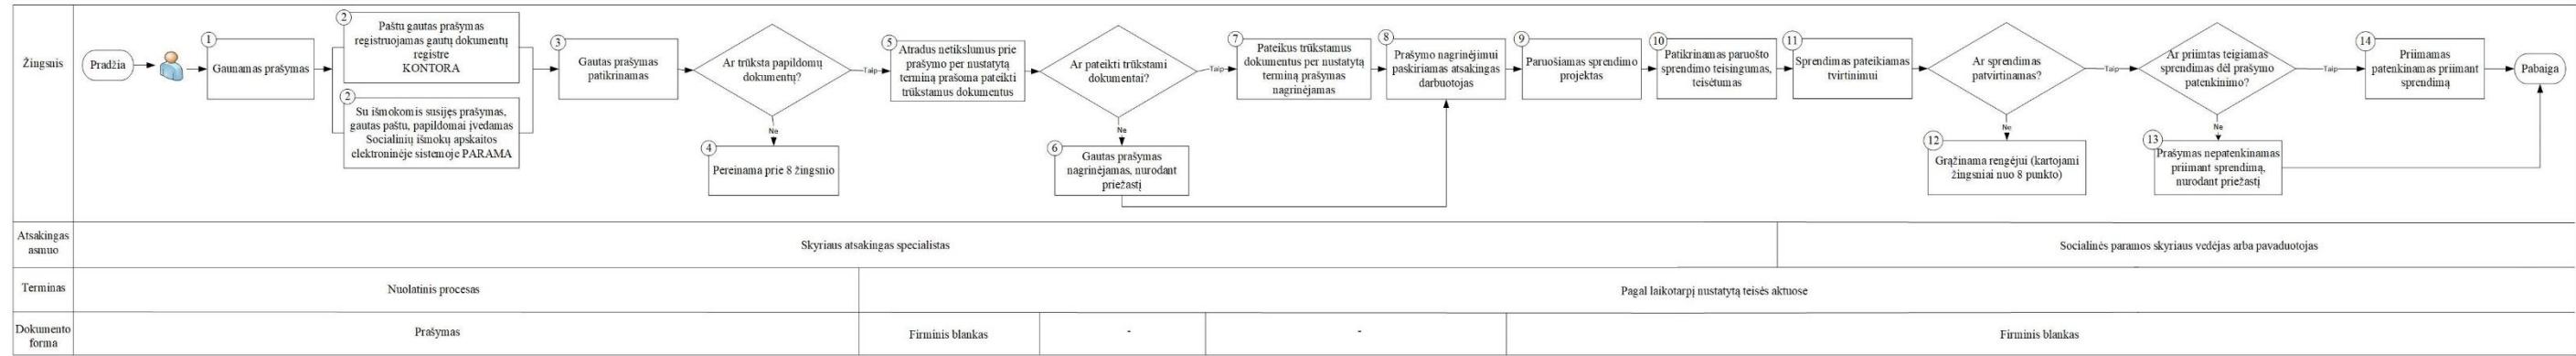 Žingsnis
Pradžia
1
Gaunamas prašymas
2
Paštu gautas prašymas
registruojamas gautų dokumentų
registre
KONTORA
2
Su išmokomis susijęs prašymas,
gautas paštu, papildomai įvedamas
Socialinių išmokų apskaitos
elektroninėje sistemoje PARAMA
3
Gautas prašymas
patikrinamas
Ar trūksta papildomų
dokumentų?
Taip
Ne
4
Pereinama prie 8 žingsnio
5
Atradus netikslumus prie
prašymo per nustatytą
terminą prašoma pateikti
trūkstamus dokumentus
Ar pateikti trūkstami
dokumentai?
Taip
Ne
6
Gautas prašymas
nagrinėjamas, nurodant
priežastį
7
Pateikus trūkstamus
dokumentus per nustatytą
terminą prašymas
nagrinėjamas
8
Prašymo nagrinėjimui
paskiriamas atsakingas
darbuotojas
9
Paruošiamas sprendimo
projektas
10
Patikrinamas paruošto
sprendimo teisingumas,
teisėtumas
11
Sprendimas pateikiamas
tvirtinimui
Ar sprendimas
patvirtinamas?
Taip
Ne
12
Grąžinama rengėjui (kartojami
žingsniai nuo 8 punkto)
Ar priimtas teigiamas
sprendimas dėl prašymo
patenkinimo?
Taip
Ne
13
Prašymas nepatenkinamas
priimant sprendimą,
nurodant priežastį
14
Priimamas
patenkinamas priimant
sprendimą
Pabaiga
Atsakingas
asmuo
Skyriaus atsakingas specialistas
Socialinės paramos skyriaus vedėjas arba pavaduotojas
Terminas
Nuolatinis procesas
Pagal laikotarpį nustatytą teisės aktuose
Dokumento
forma
Prašymas
Firminis blankas
-
-
Firminis blankas